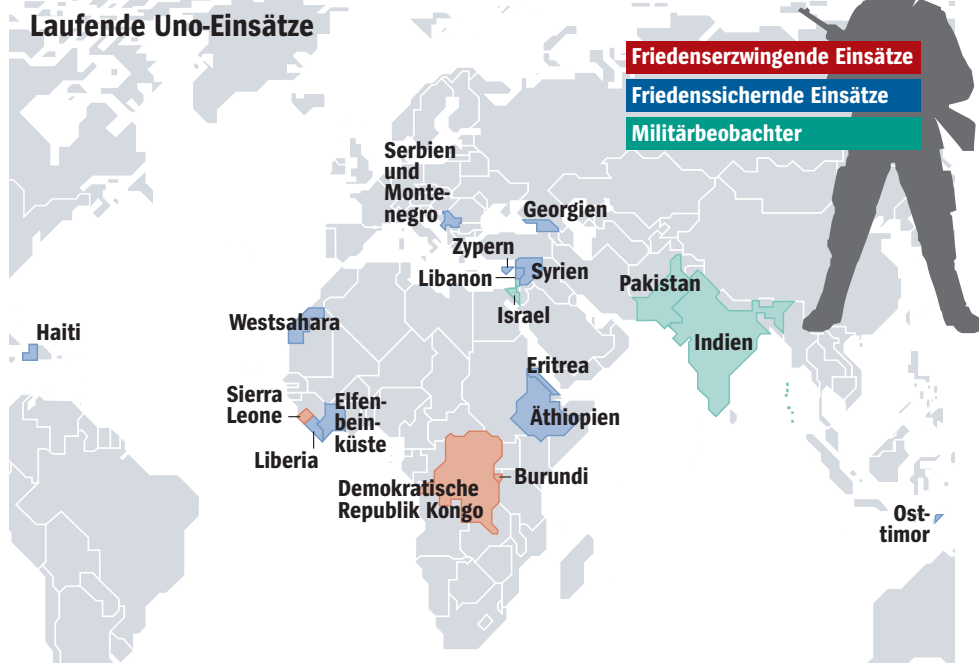 Laufende Uno-Einsätze
Friedenserzwingende Einsätze
Friedenssichernde Einsätze
Militärbeobachter
Serbien
und
Monte-
negro
Georgien
Zypern
Libanon
Syrien
Israel
Pakistan
Indien
Haiti
Westsahara
Eritrea
Äthiopien
Sierra
Leone
Elfen-
bein-
küste
Liberia
Demokratische
Republik Kongo
Burundi
Ost-
timor